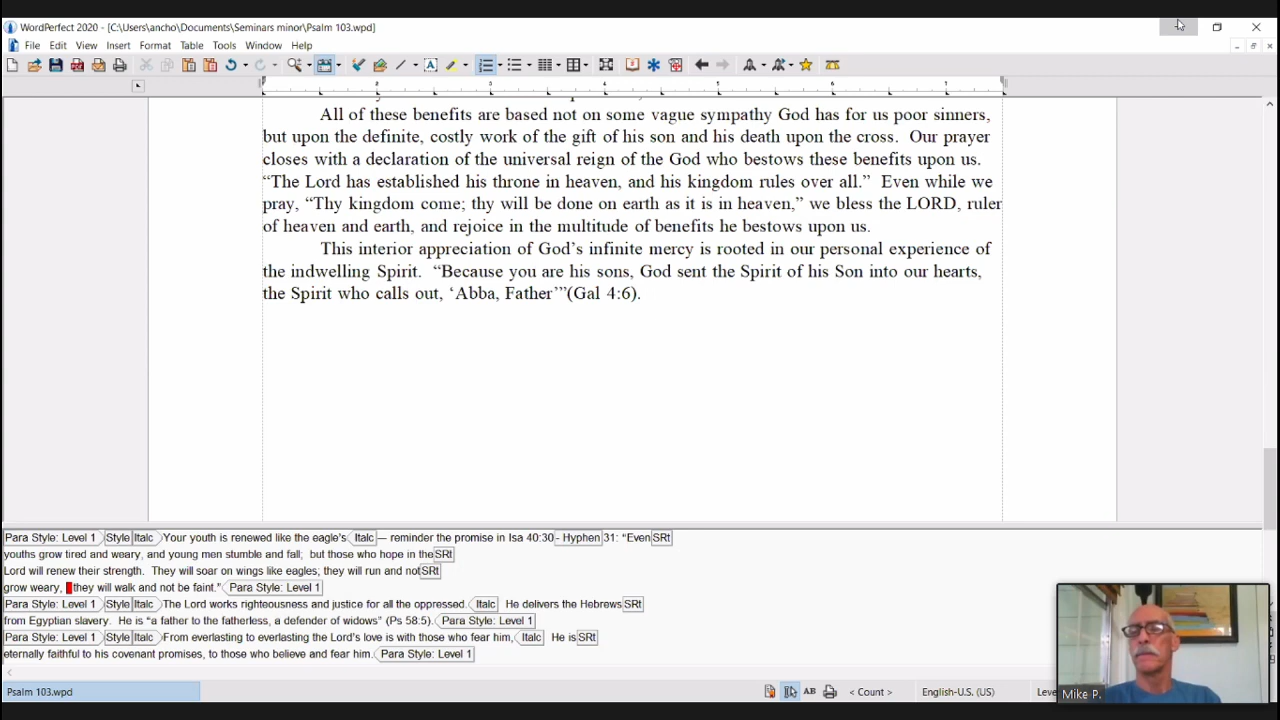 WordPerfect 2020 - [C:\Users\ancho\Documents\Seminars minor\Psalm 103.wpd]
File Edit View Insert Format Table Tools Window Help
All of these benefits are based not on some vague sympathy God has for us poor sinners,
but upon the definite, costly work of the gift of his son and his death upon the cross.  Our prayer
closes with a declaration of the universal reign of the God who bestows these benefits upon us.
“The Lord has established his throne in heaven, and his kingdom rules over all.”  Even while we
pray, “Thy kingdom come; thy will be done on earth as it is in heaven,” we bless the LORD, ruler
of heaven and earth, and rejoice in the multitude of benefits he bestows upon us.
This interior appreciation of God’s infinite mercy is rooted in our personal experience of
the indwelling Spirit.  “Because you are his sons, God sent the Spirit of his Son into our hearts,
the Spirit who calls out, ‘Abba, Father’”(Gal 4:6).
Para Style: Level 1 Style Italc Your youth is renewed like the eagle's Italc — reminder the promise in Isa 40:30 - Hyphen 31: “Even SRt
youths grow tired and weary, and young men stumble and fall;  but those who hope in the SRt
Lord will renew their strength.  They will soar on wings like eagles; they will run and not SRt
grow weary, they will walk and not be faint.” Para Style: Level 1
Para Style: Level 1 Style Italc The Lord works righteousness and justice for all the oppressed. Italc He delivers the Hebrews SRt
from Egyptian slavery.  He is “a father to the fatherless, a defender of widows” (Ps 58:5). Para Style: Level 1
Para Style: Level 1 Style Italc From everlasting to everlasting the Lord's love is with those who fear him, Italc He is SRt
eternally faithful to his covenant promises, to those who believe and fear him. Para Style: Level 1
Mike P.
Psalm 103.wpd AB < Count > English-U.S. (US)